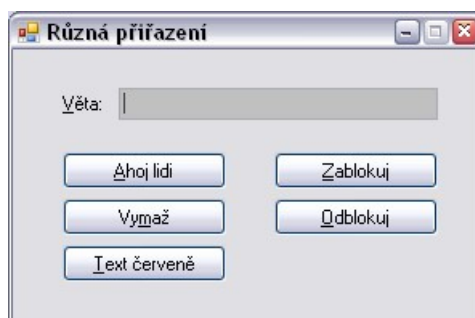 Různá přiřazení
Věta:
Ahoj lidi
Zablokuj
Vymaž
Odblokuj
Text červeně